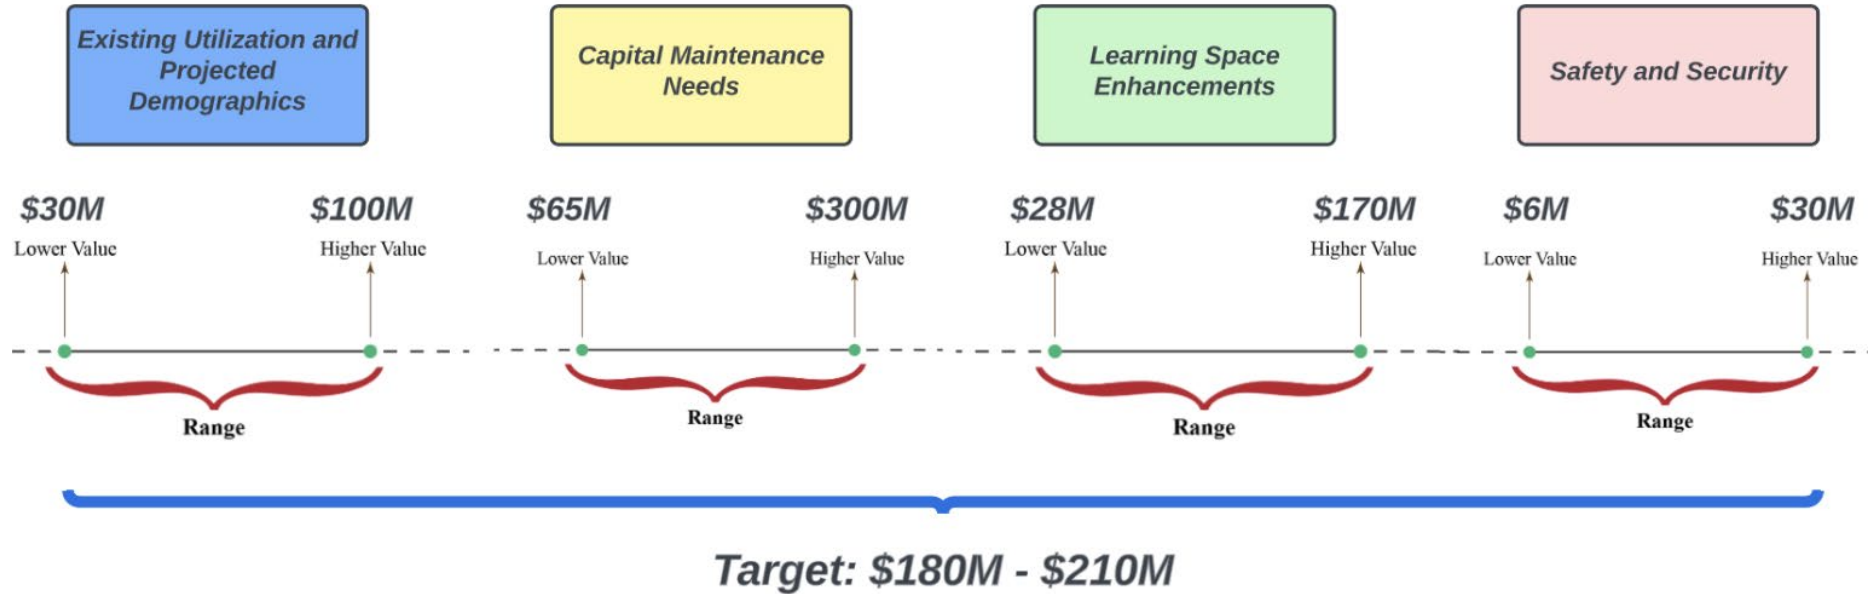 Existing Utilization and
Projected
Demographics
Capital Maintenance
Needs
Learning Space
Enhancements
Safety and Security
$30M
$100M
$65M
$300M
$28M
$170M
$6M
$30M
Lower Value
Higher Value
Lower Value
Higher Value
Lower Value
Higher Value
Lower Value
Higher Value
Range
Range
Range
Range
Target: $180M - $210M